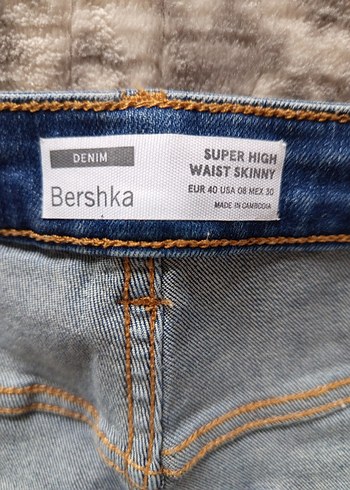 DENIM
Bershka
SUPER HIGH
WAIST SKINNY
EUR 40 USA 08 MEX 30
MADE IN CAMBODIA